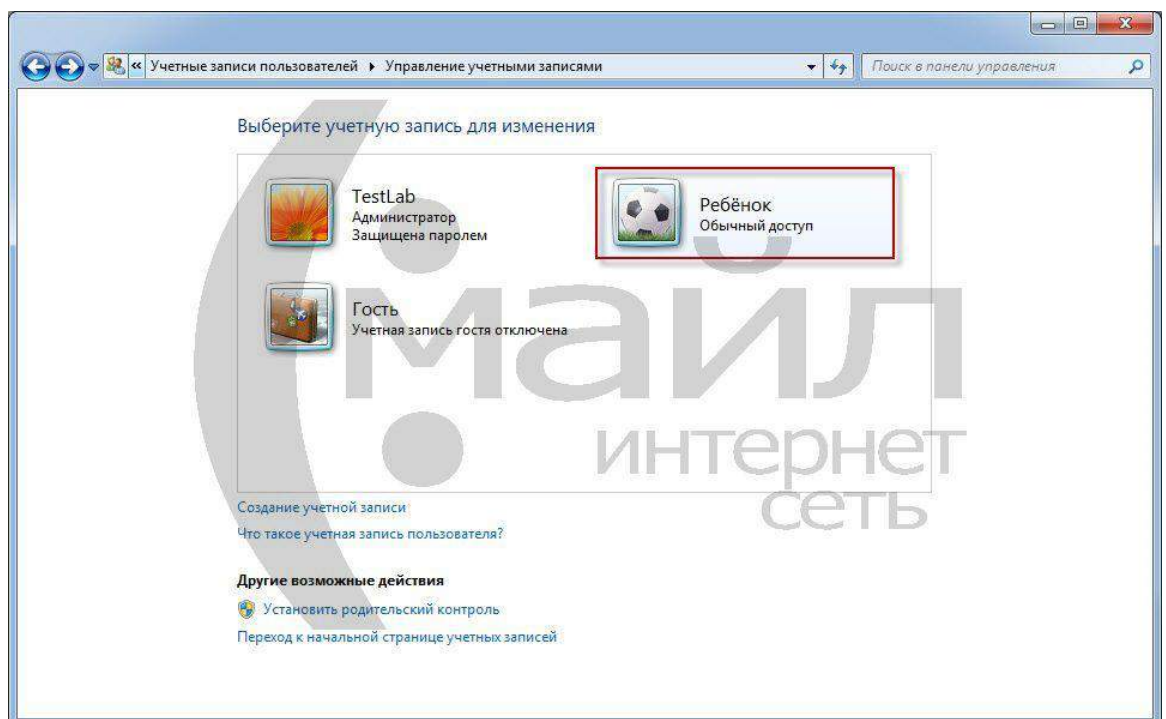 « Учетные записи пользователей ▸ Управление учетными записями
Поиск в панели управления
Выберите учетную запись для изменения
TestLab
Администратор
Защищена паролем
Ребёнок
Обычный доступ
Гость
Учетная запись гостя отключена
майл
интернет
сеть
Создание учетной записи
Что такое учетная запись пользователя?
Другие возможные действия
Установить родительский контроль
Переход к начальной странице учетных записей